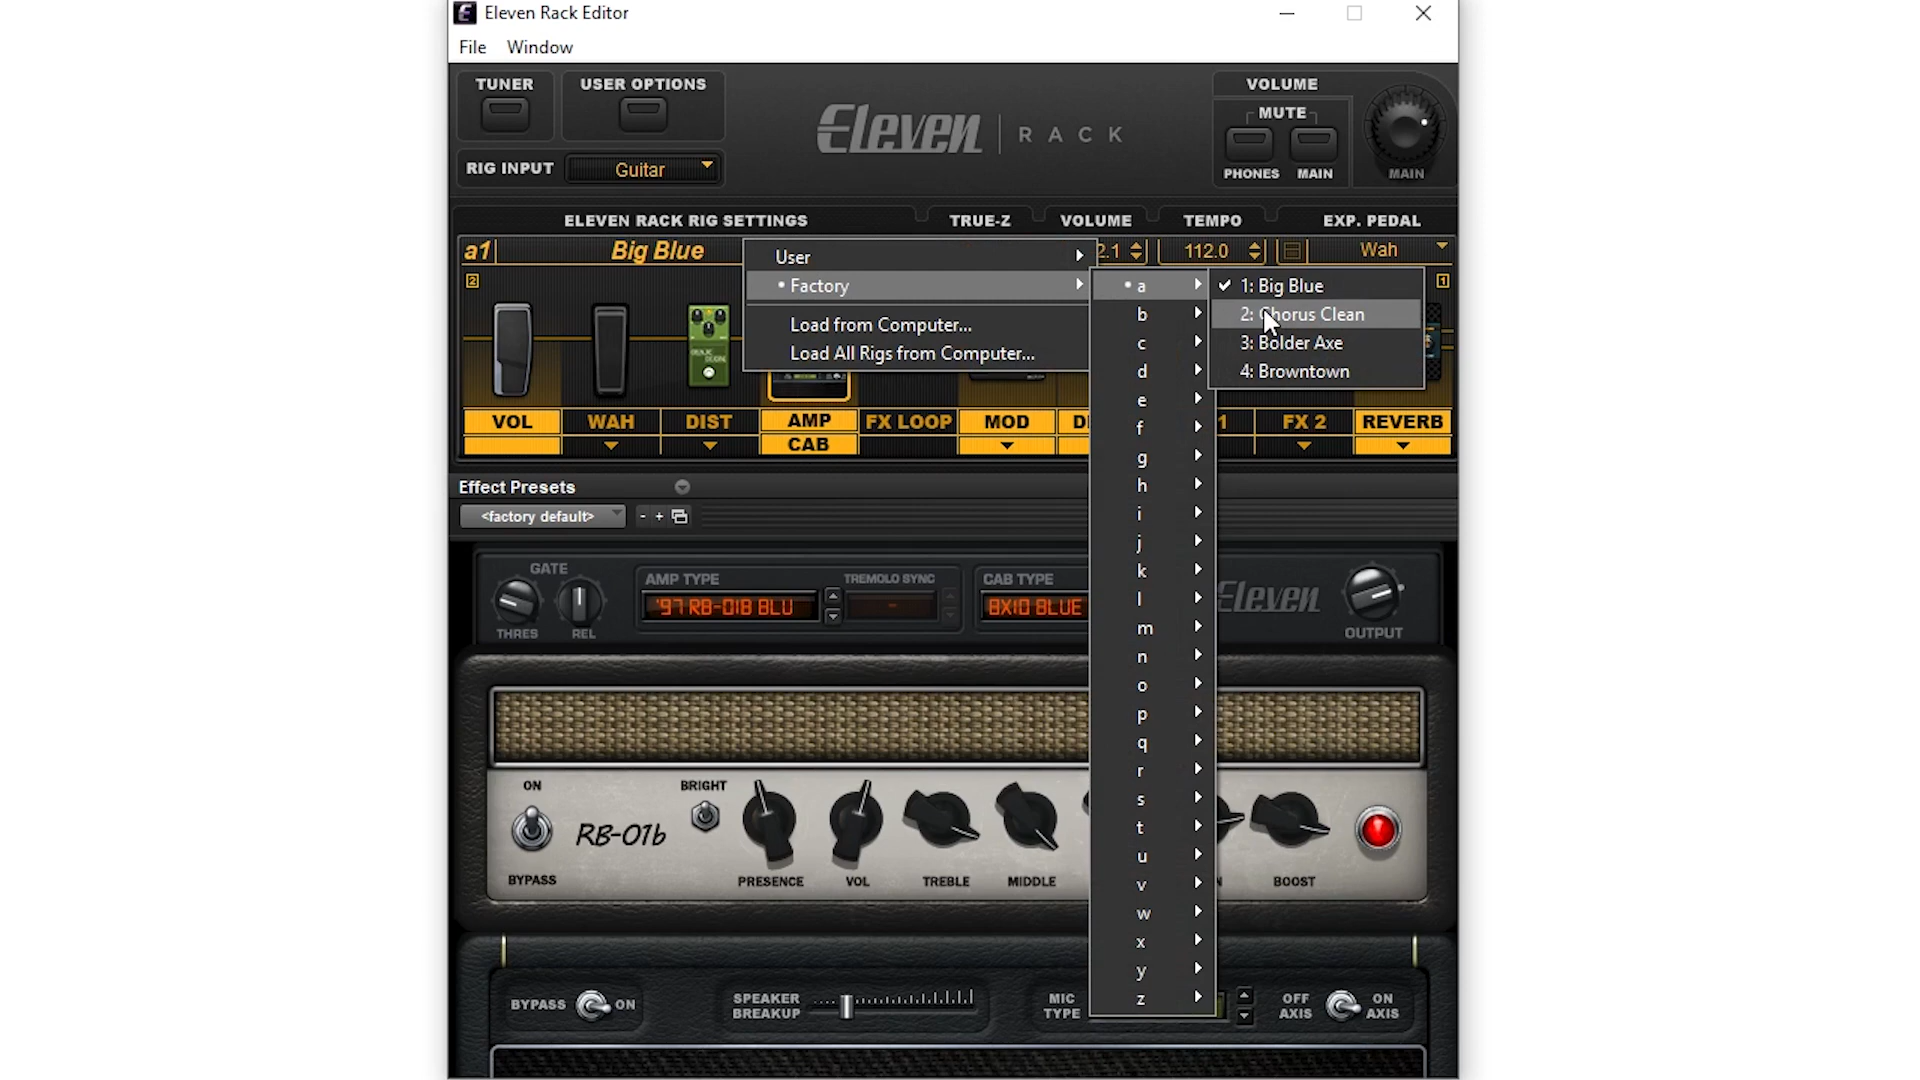 Eleven Rack Editor
File Window
TUNER
USER OPTIONS
RIG INPUT
Guitar
Eleven RACK
VOLUME
MUTE
PHONES MAIN
MAIN
ELEVEN RACK RIG SETTINGS
TRUE-Z
VOLUME
TEMPO
EXP. PEDAL
a1
Big Blue
2.1
112.0
Wah
2
1
User
• Factory
Load from Computer...
Load All Rigs from Computer...
• a
b
c
d
e
f
g
h
i
j
k
l
m
n
o
p
q
r
s
t
u
v
w
x
y
z
1: Big Blue
2: Chorus Clean
3: Bolder Axe
4: Browntown
VOL
WAH
DIST
AMP
CAB
FX LOOP
MOD
1
FX 2
REVERB
Effect Presets
<factory default>
- +
GATE
THRES REL
AMP TYPE
'97 RB-01B BLU
TREMOLO SYNC
-
CAB TYPE
8X10 BLUE
Eleven
OUTPUT
ON
BYPASS
RB-01b
BRIGHT
PRESENCE
VOL
TREBLE
MIDDLE
BOOST
BYPASS ON
SPEAKER
BREAKUP
MIC
TYPE
OFF
AXIS
ON
AXIS